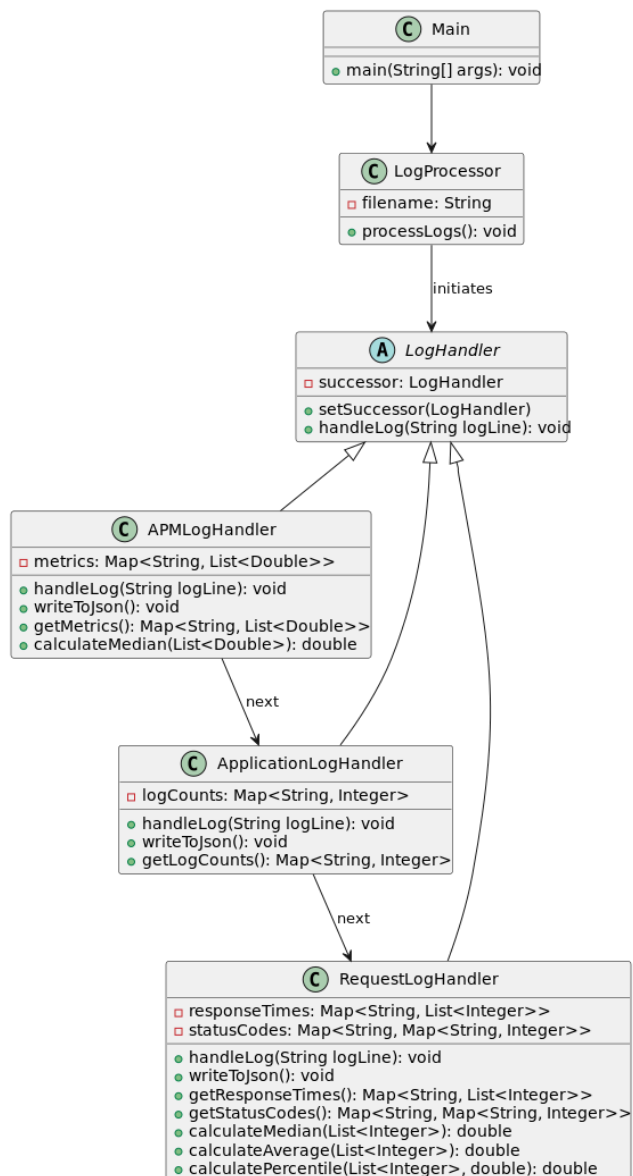 C Main
main(String[] args): void
C LogProcessor
filename: String
processLogs(): void
initiates
A LogHandler
successor: LogHandler
setSuccessor(LogHandler)
handleLog(String logLine): void
C APMLogHandler
metrics: Map<String, List<Double>>
handleLog(String logLine): void
writeToJson(): void
getMetrics(): Map<String, List<Double>>
calculateMedian(List<Double>): double
next
C ApplicationLogHandler
logCounts: Map<String, Integer>
handleLog(String logLine): void
writeToJson(): void
getLogCounts(): Map<String, Integer>
next
C RequestLogHandler
responseTimes: Map<String, List<Integer>>
statusCodes: Map<String, Map<String, Integer>>
handleLog(String logLine): void
writeToJson(): void
getResponseTimes(): Map<String, List<Integer>>
getStatusCodes(): Map<String, Map<String, Integer>>
calculateMedian(List<Integer>): double
calculateAverage(List<Integer>): double
calculatePercentile(List<Integer>, double): double